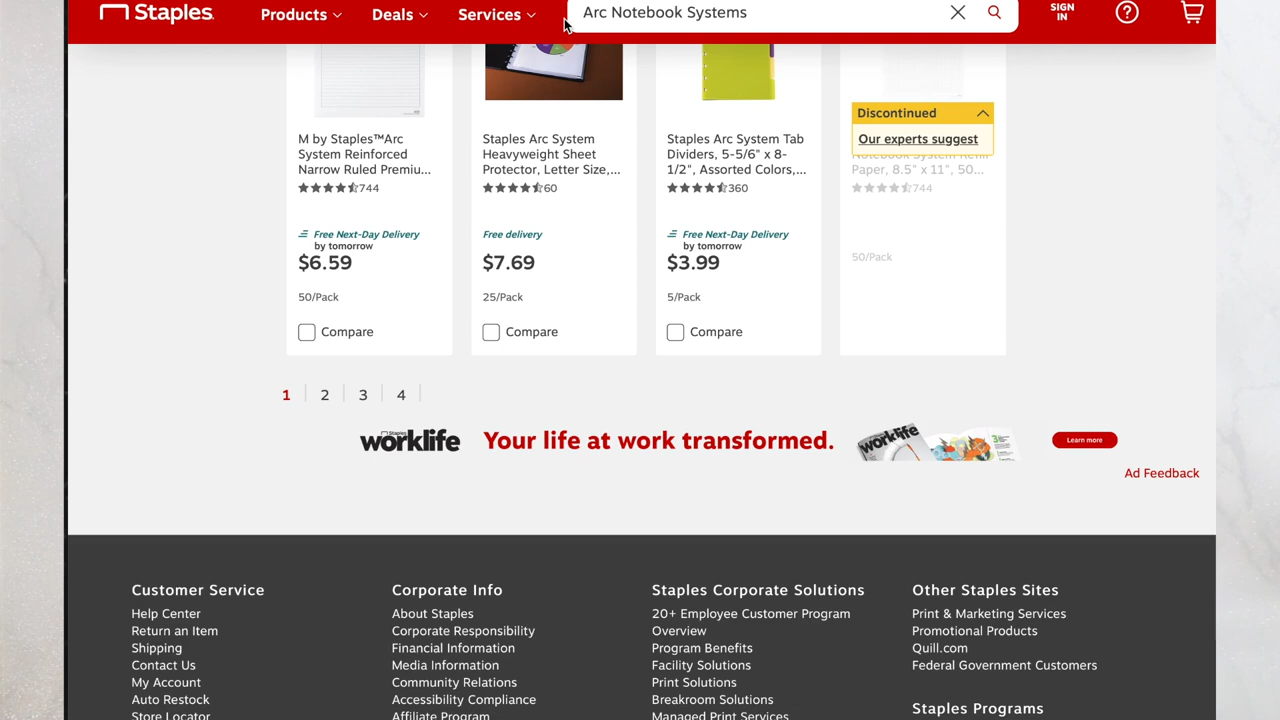 Staples.
Products
Deals
Services
Arc Notebook Systems
SIGN
IN
M by Staples™Arc
System Reinforced
Narrow Ruled Premiu...
744
Free Next-Day Delivery
by tomorrow
$6.59
50/Pack
Compare
Staples Arc System
Heavyweight Sheet
Protector, Letter Size,...
60
Free delivery
$7.69
25/Pack
Compare
Staples Arc System Tab
Dividers, 5-5/6" x 8-
1/2", Assorted Colors,...
360
Free Next-Day Delivery
by tomorrow
$3.99
5/Pack
Compare
Discontinued
Our experts suggest
Notebook System Refill
Paper, 8.5" x 11", 50...
744
50/Pack
1
2
3
4
Staples
worklife
Your life at work transformed.
worklife
Learn more
Ad Feedback
Customer Service
Help Center
Return an Item
Shipping
Contact Us
My Account
Auto Restock
Store Locator
Corporate Info
About Staples
Corporate Responsibility
Financial Information
Media Information
Community Relations
Accessibility Compliance
Affiliate Program
Staples Corporate Solutions
20+ Employee Customer Program
Overview
Program Benefits
Facility Solutions
Print Solutions
Breakroom Solutions
Managed Print Services
Other Staples Sites
Print & Marketing Services
Promotional Products
Quill.com
Federal Government Customers
Staples Programs